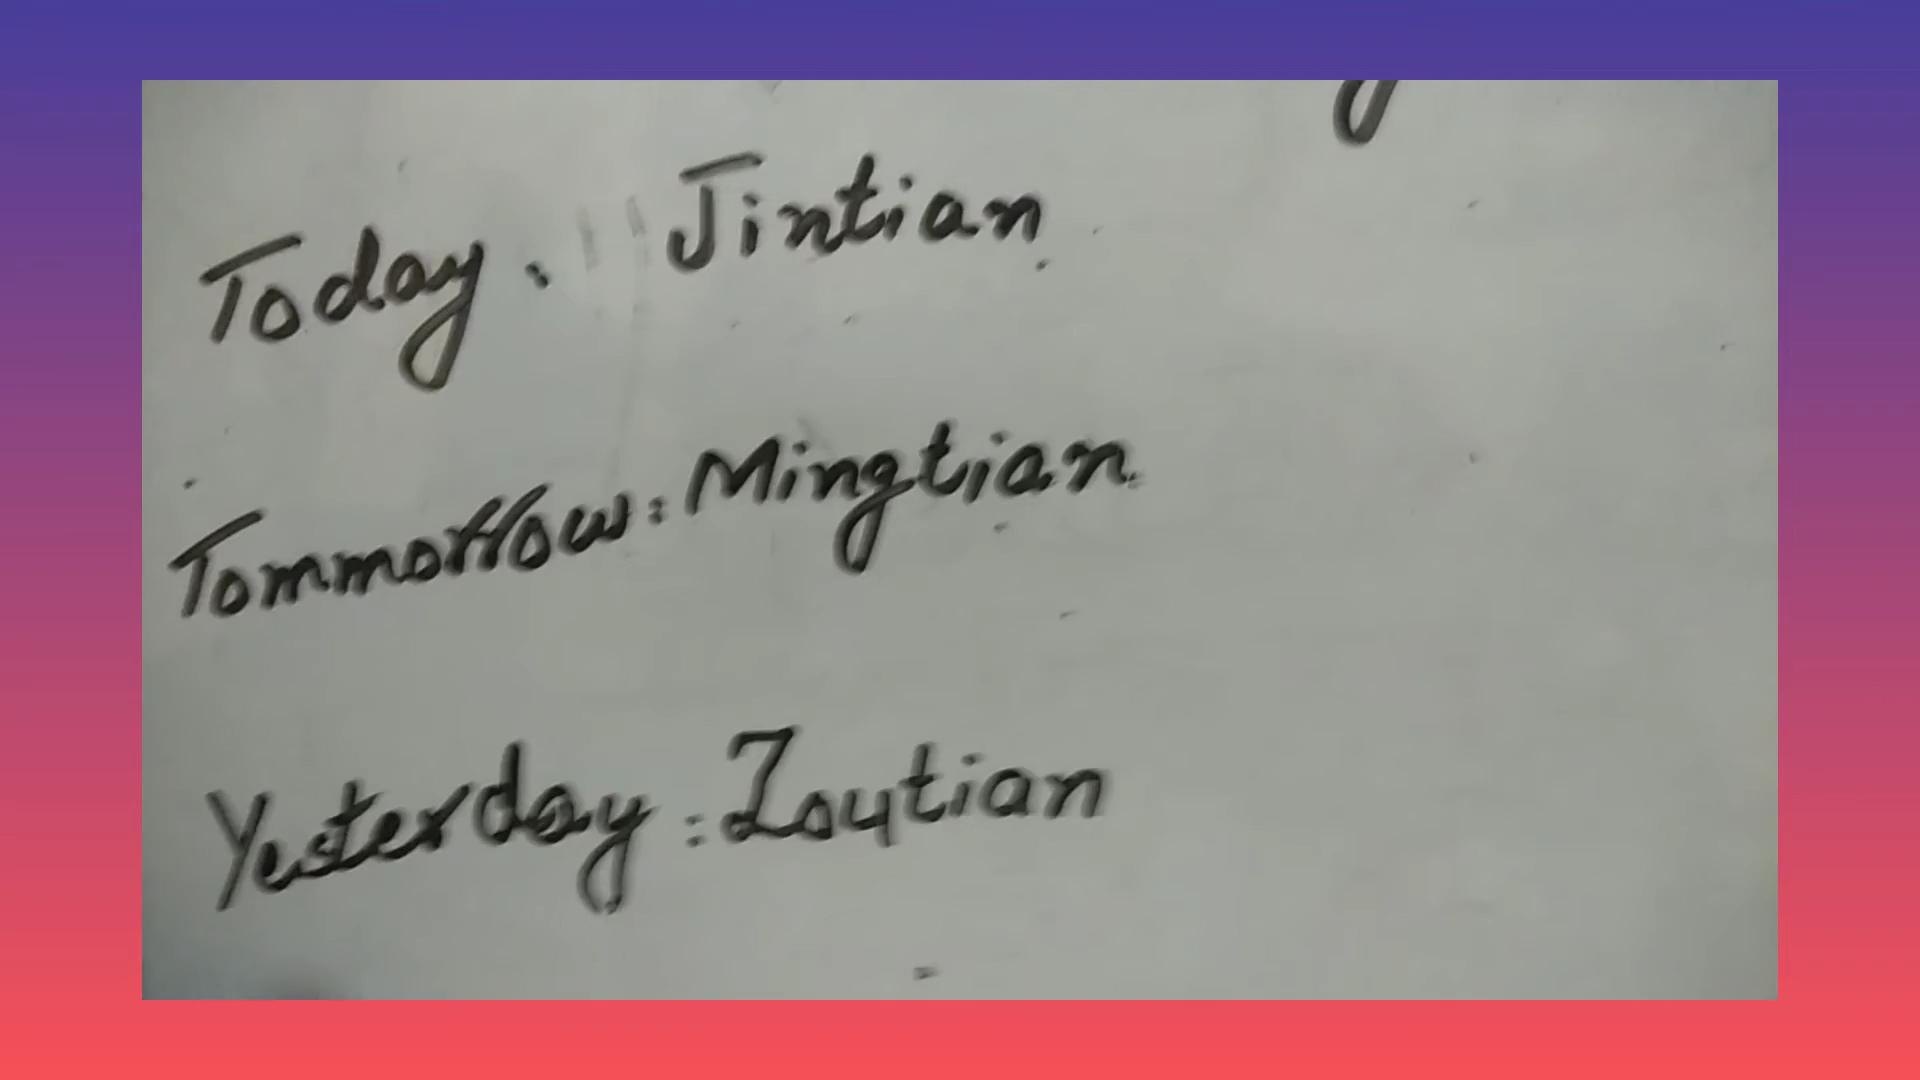 Today : Jintian
Tommorrow : Mingtian
Yesterday : Zoutian